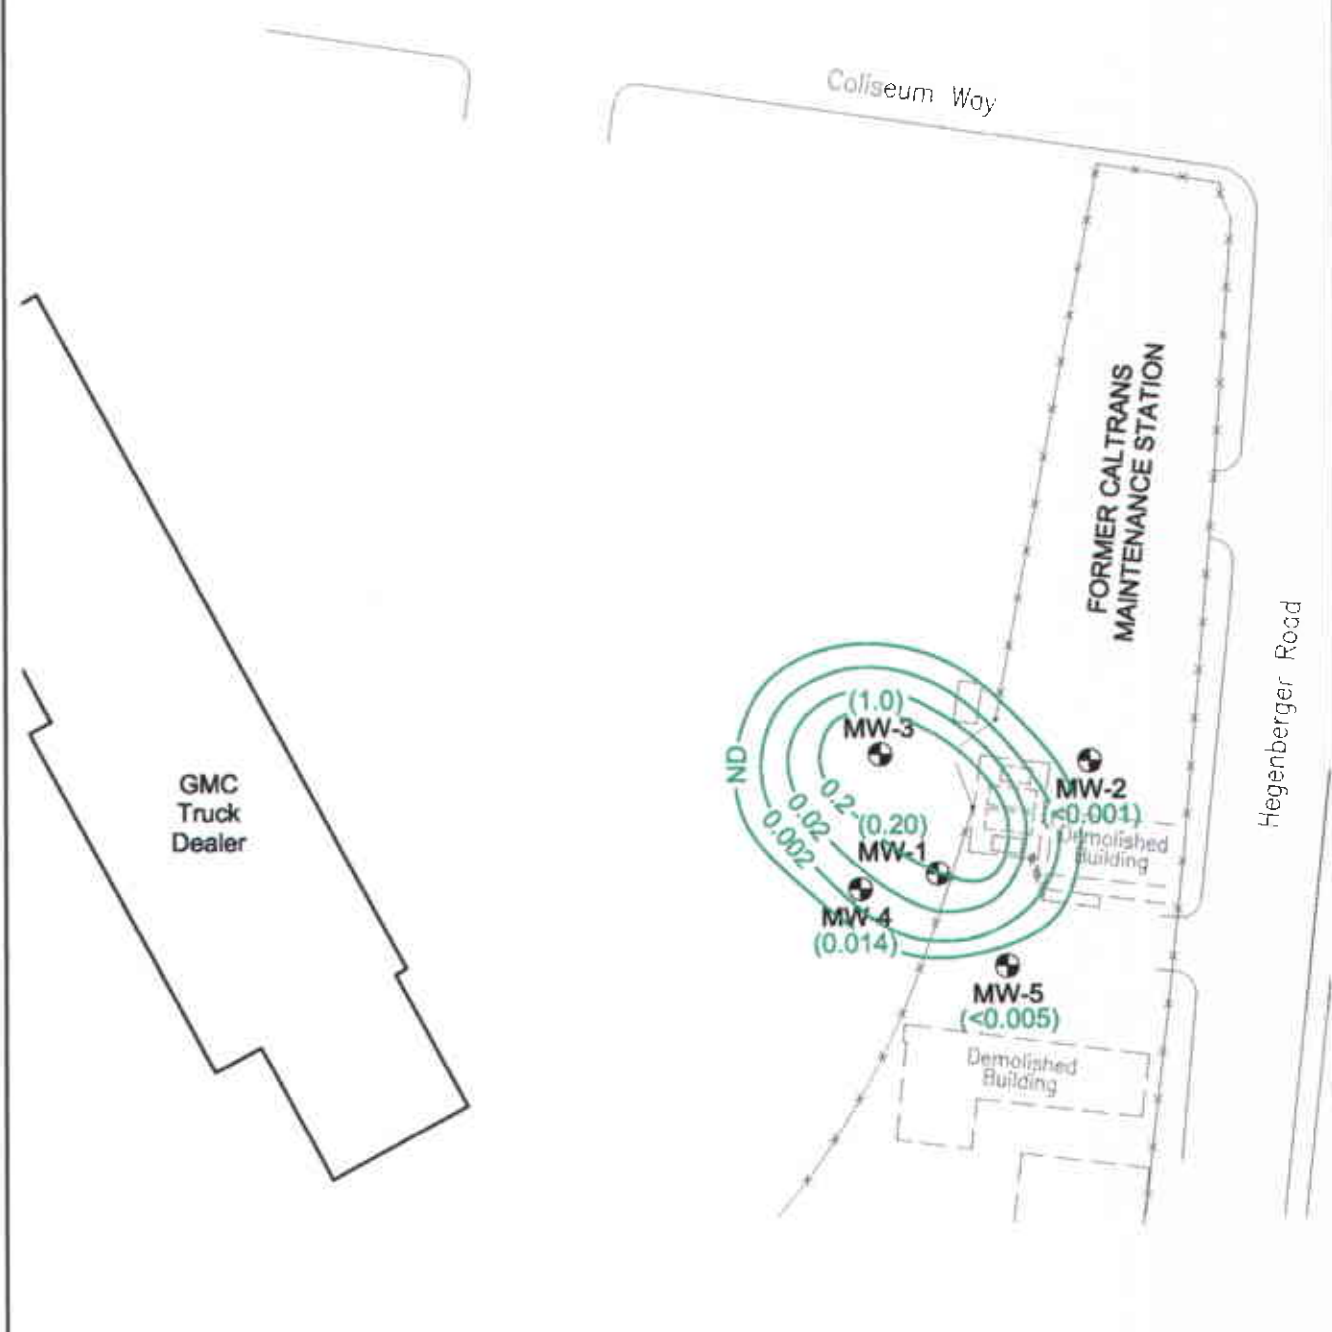 Coliseum Way
FORMER CALTRANS
MAINTENANCE STATION
Hegenberger Road
GMC
Truck
Dealer
(1.0)
MW-3
ND
0.2
0.02
0.002
(0.20)
MW-1
MW-2
(<0.001)
Demolished
Building
MW-4
(0.014)
MW-5
(<0.005)
Demolished
Building